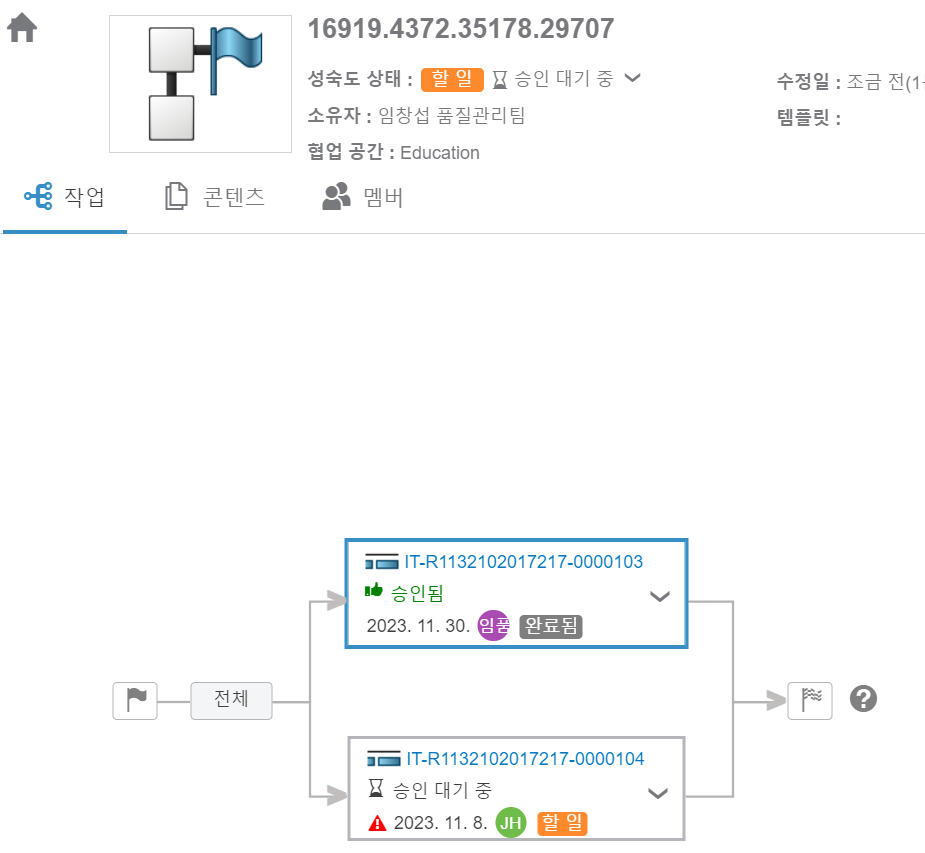 16919.4372.35178.29707
성숙도 상태 : 할 일 승인 대기 중
수정일 : 조금 전(1
소유자 : 임창섭 품질관리팀
템플릿 :
협업 공간 : Education
작업 콘텐츠 멤버
IT-R1132102017217-0000103
승인됨
2023. 11. 30. 임품 완료됨
전체
?
IT-R1132102017217-0000104
승인 대기 중
2023. 11. 8. JH 할 일